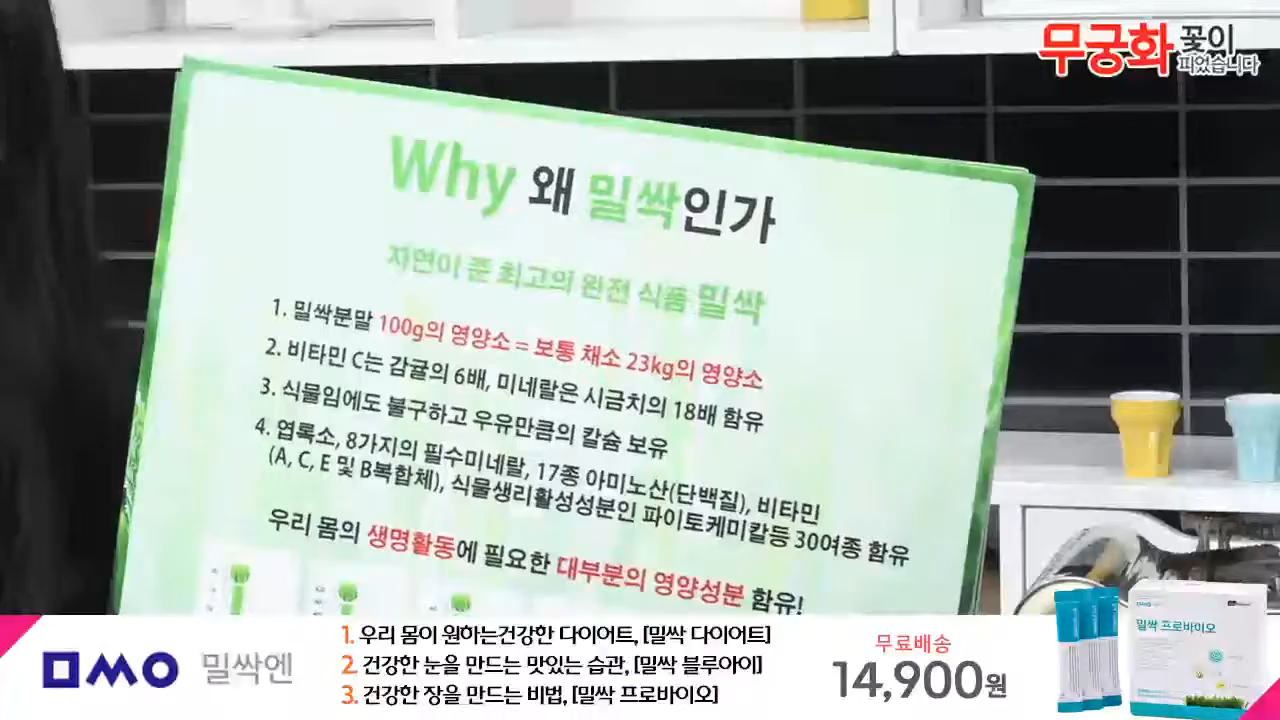 무궁화 꽃이
피었습니다
Why 왜 밀싹인가
자연이 준 최고의 완전 식품 밀싹
1. 밀싹분말 100g의 영양소 = 보통 채소 23kg의 영양소
2. 비타민 C는 감귤의 6배, 미네랄은 시금치의 18배 함유
3. 식물임에도 불구하고 우유만큼의 칼슘 보유
4. 엽록소, 8가지의 필수미네랄, 17종 아미노산(단백질), 비타민
(A, C, E 및 B복합체), 식물생리활성성분인 파이토케미칼등 30여종 함유
우리 몸의 생명활동에 필요한 대부분의 영양성분 함유!
OMO 밀싹엔
1. 우리 몸이 원하는건강한 다이어트, [밀싹 다이어트]
2. 건강한 눈을 만드는 맛있는 습관, [밀싹 블루아이]
3. 건강한 장을 만드는 비법, [밀싹 프로바이오]
무료배송
14,900원
밀싹 프로바이오